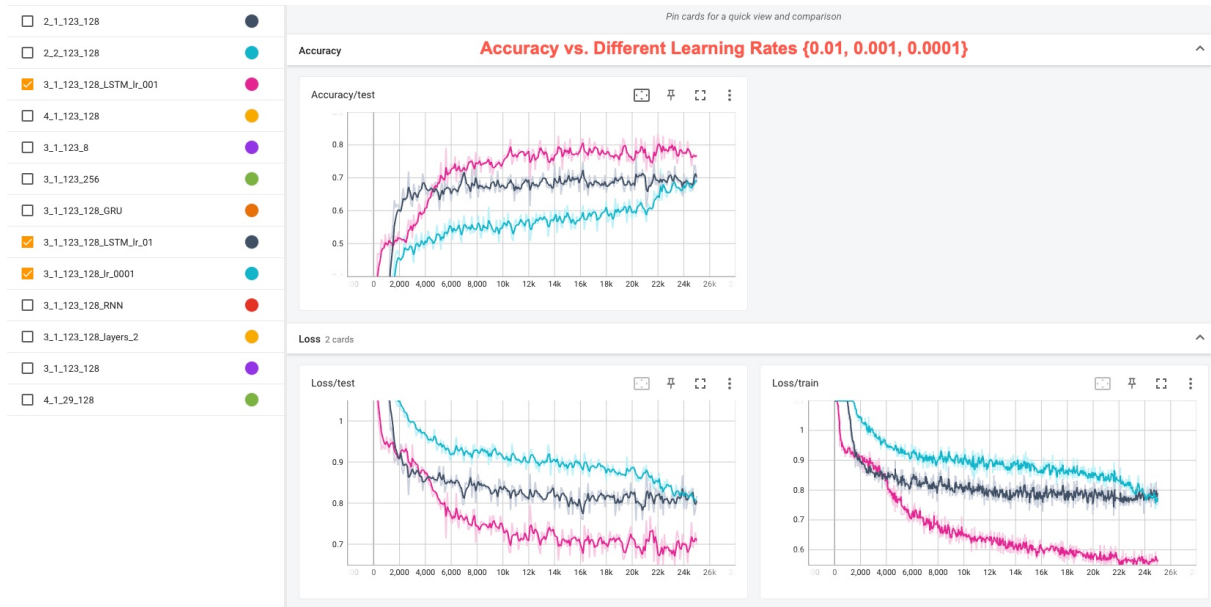 Pin cards for a quick view and comparison
2_1_123_128
2_2_123_128
3_1_123_128_LSTM_lr_001
4_1_123_128
3_1_123_8
3_1_123_256
3_1_123_128_GRU
3_1_123_128_LSTM_lr_01
3_1_123_128_lr_0001
3_1_123_128_RNN
3_1_123_128_layers_2
3_1_123_128
4_1_29_128
Accuracy
Accuracy vs. Different Learning Rates {0.01, 0.001, 0.0001}
Accuracy/test
0.8
0.7
0.6
0.5
0 2,000 4,000 6,000 8,000 10k 12k 14k 16k 18k 20k 22k 24k 26k
Loss 2 cards
Loss/test
1
0.9
0.8
0.7
0 2,000 4,000 6,000 8,000 10k 12k 14k 16k 18k 20k 22k 24k 26k
Loss/train
1
0.9
0.8
0.7
0.6
0 2,000 4,000 6,000 8,000 10k 12k 14k 16k 18k 20k 22k 24k 26k